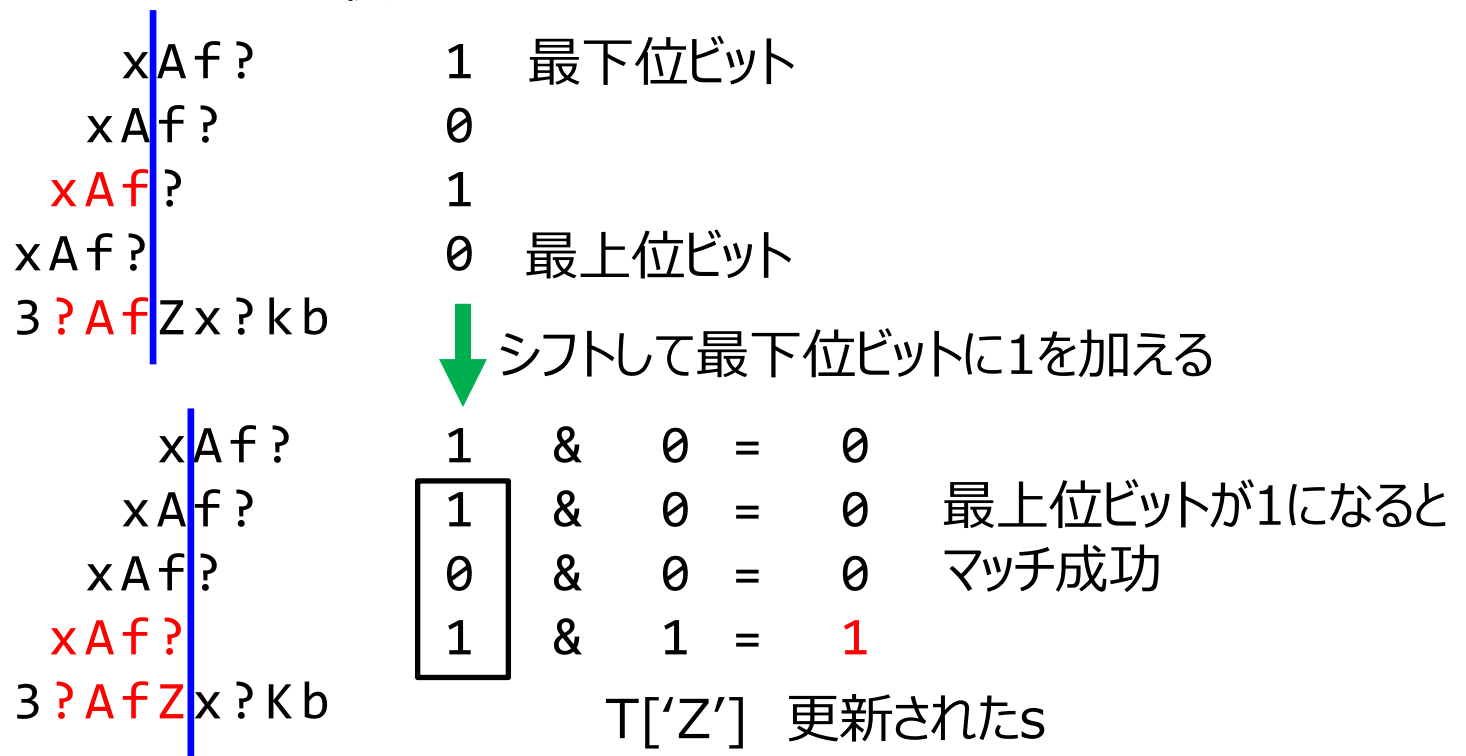 xAf? 1 最下位ビット
xAf? 0
xAf? 1
xAf? 0 最上位ビット
3?AfZx?kb
シフトして最下位ビットに1を加える
xAf? 1 & 0 = 0
xAf? 1 & 0 = 0 最上位ビットが1になると
xAf? 0 & 0 = 0 マッチ成功
xAf? 1 & 1 = 1
3?AfZx?Kb
T[‘Z’] 更新されたs